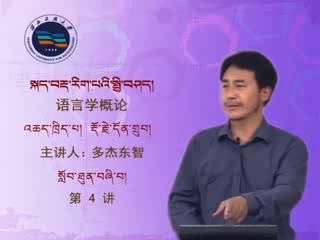 སྐད་བརྡ་རིག་པའི་སྤྱི་བཤད།
语言学概论
འཆད་ཁྲིད་པ། རྡོ་རྗེ་དོན་གྲུབ།
主讲人：多杰东智
སློབ་ཐུན་བཞི་བ།
第 4 讲